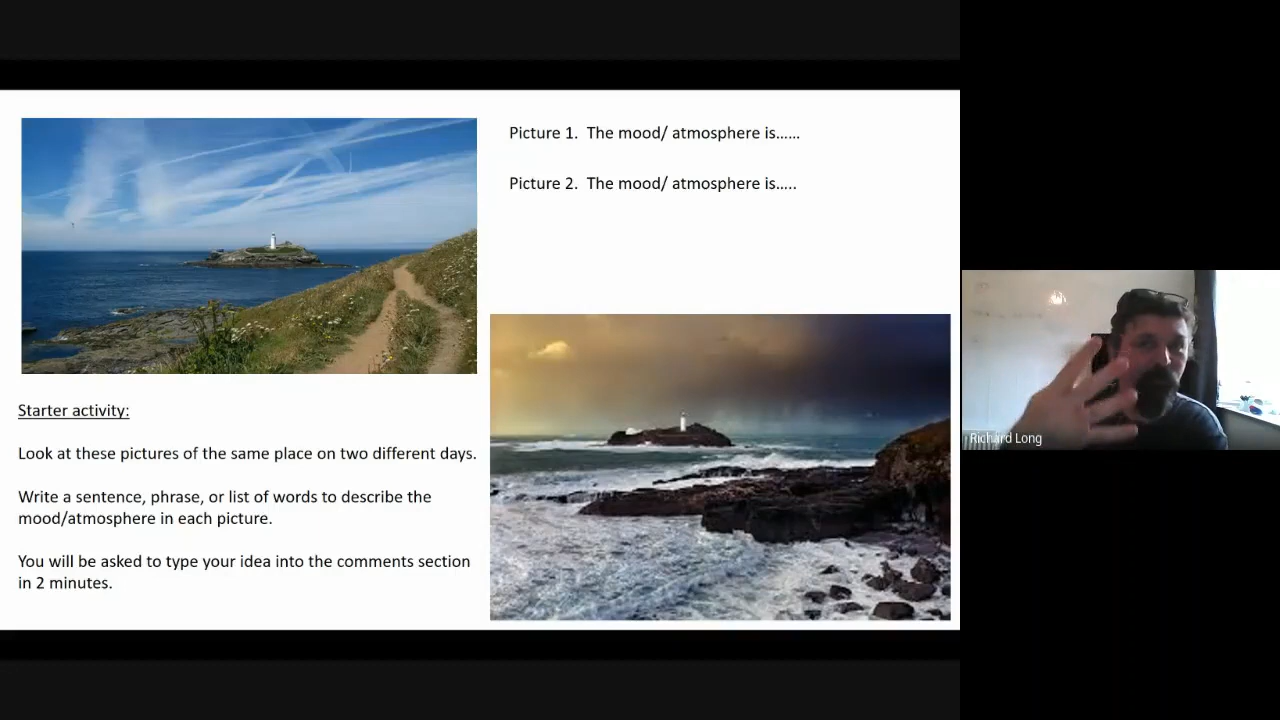 Picture 1.  The mood/ atmosphere is……
Picture 2.  The mood/ atmosphere is…..
Starter activity:
Look at these pictures of the same place on two different days.
Write a sentence, phrase, or list of words to describe the
mood/atmosphere in each picture.
You will be asked to type your idea into the comments section
in 2 minutes.
Richard Long